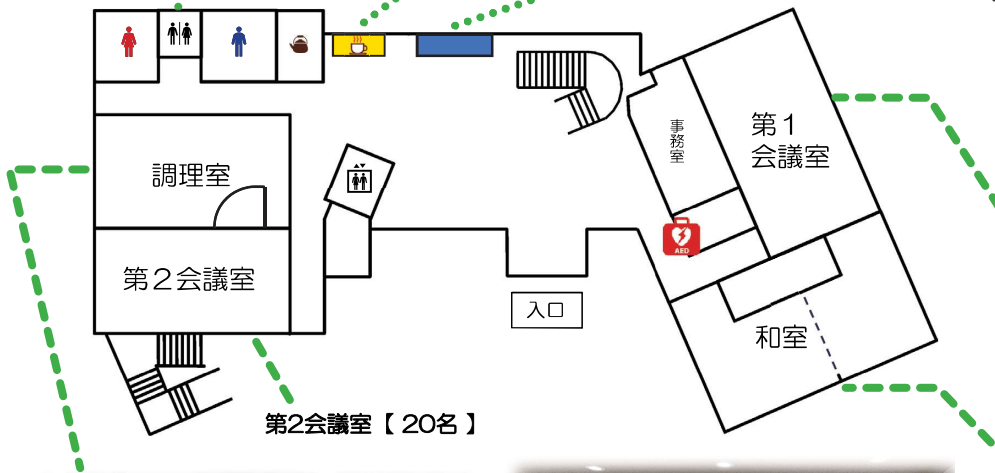 事務室
第１
会議室
調理室
AED
第２会議室
入口
和室
第2会議室【 20名 】